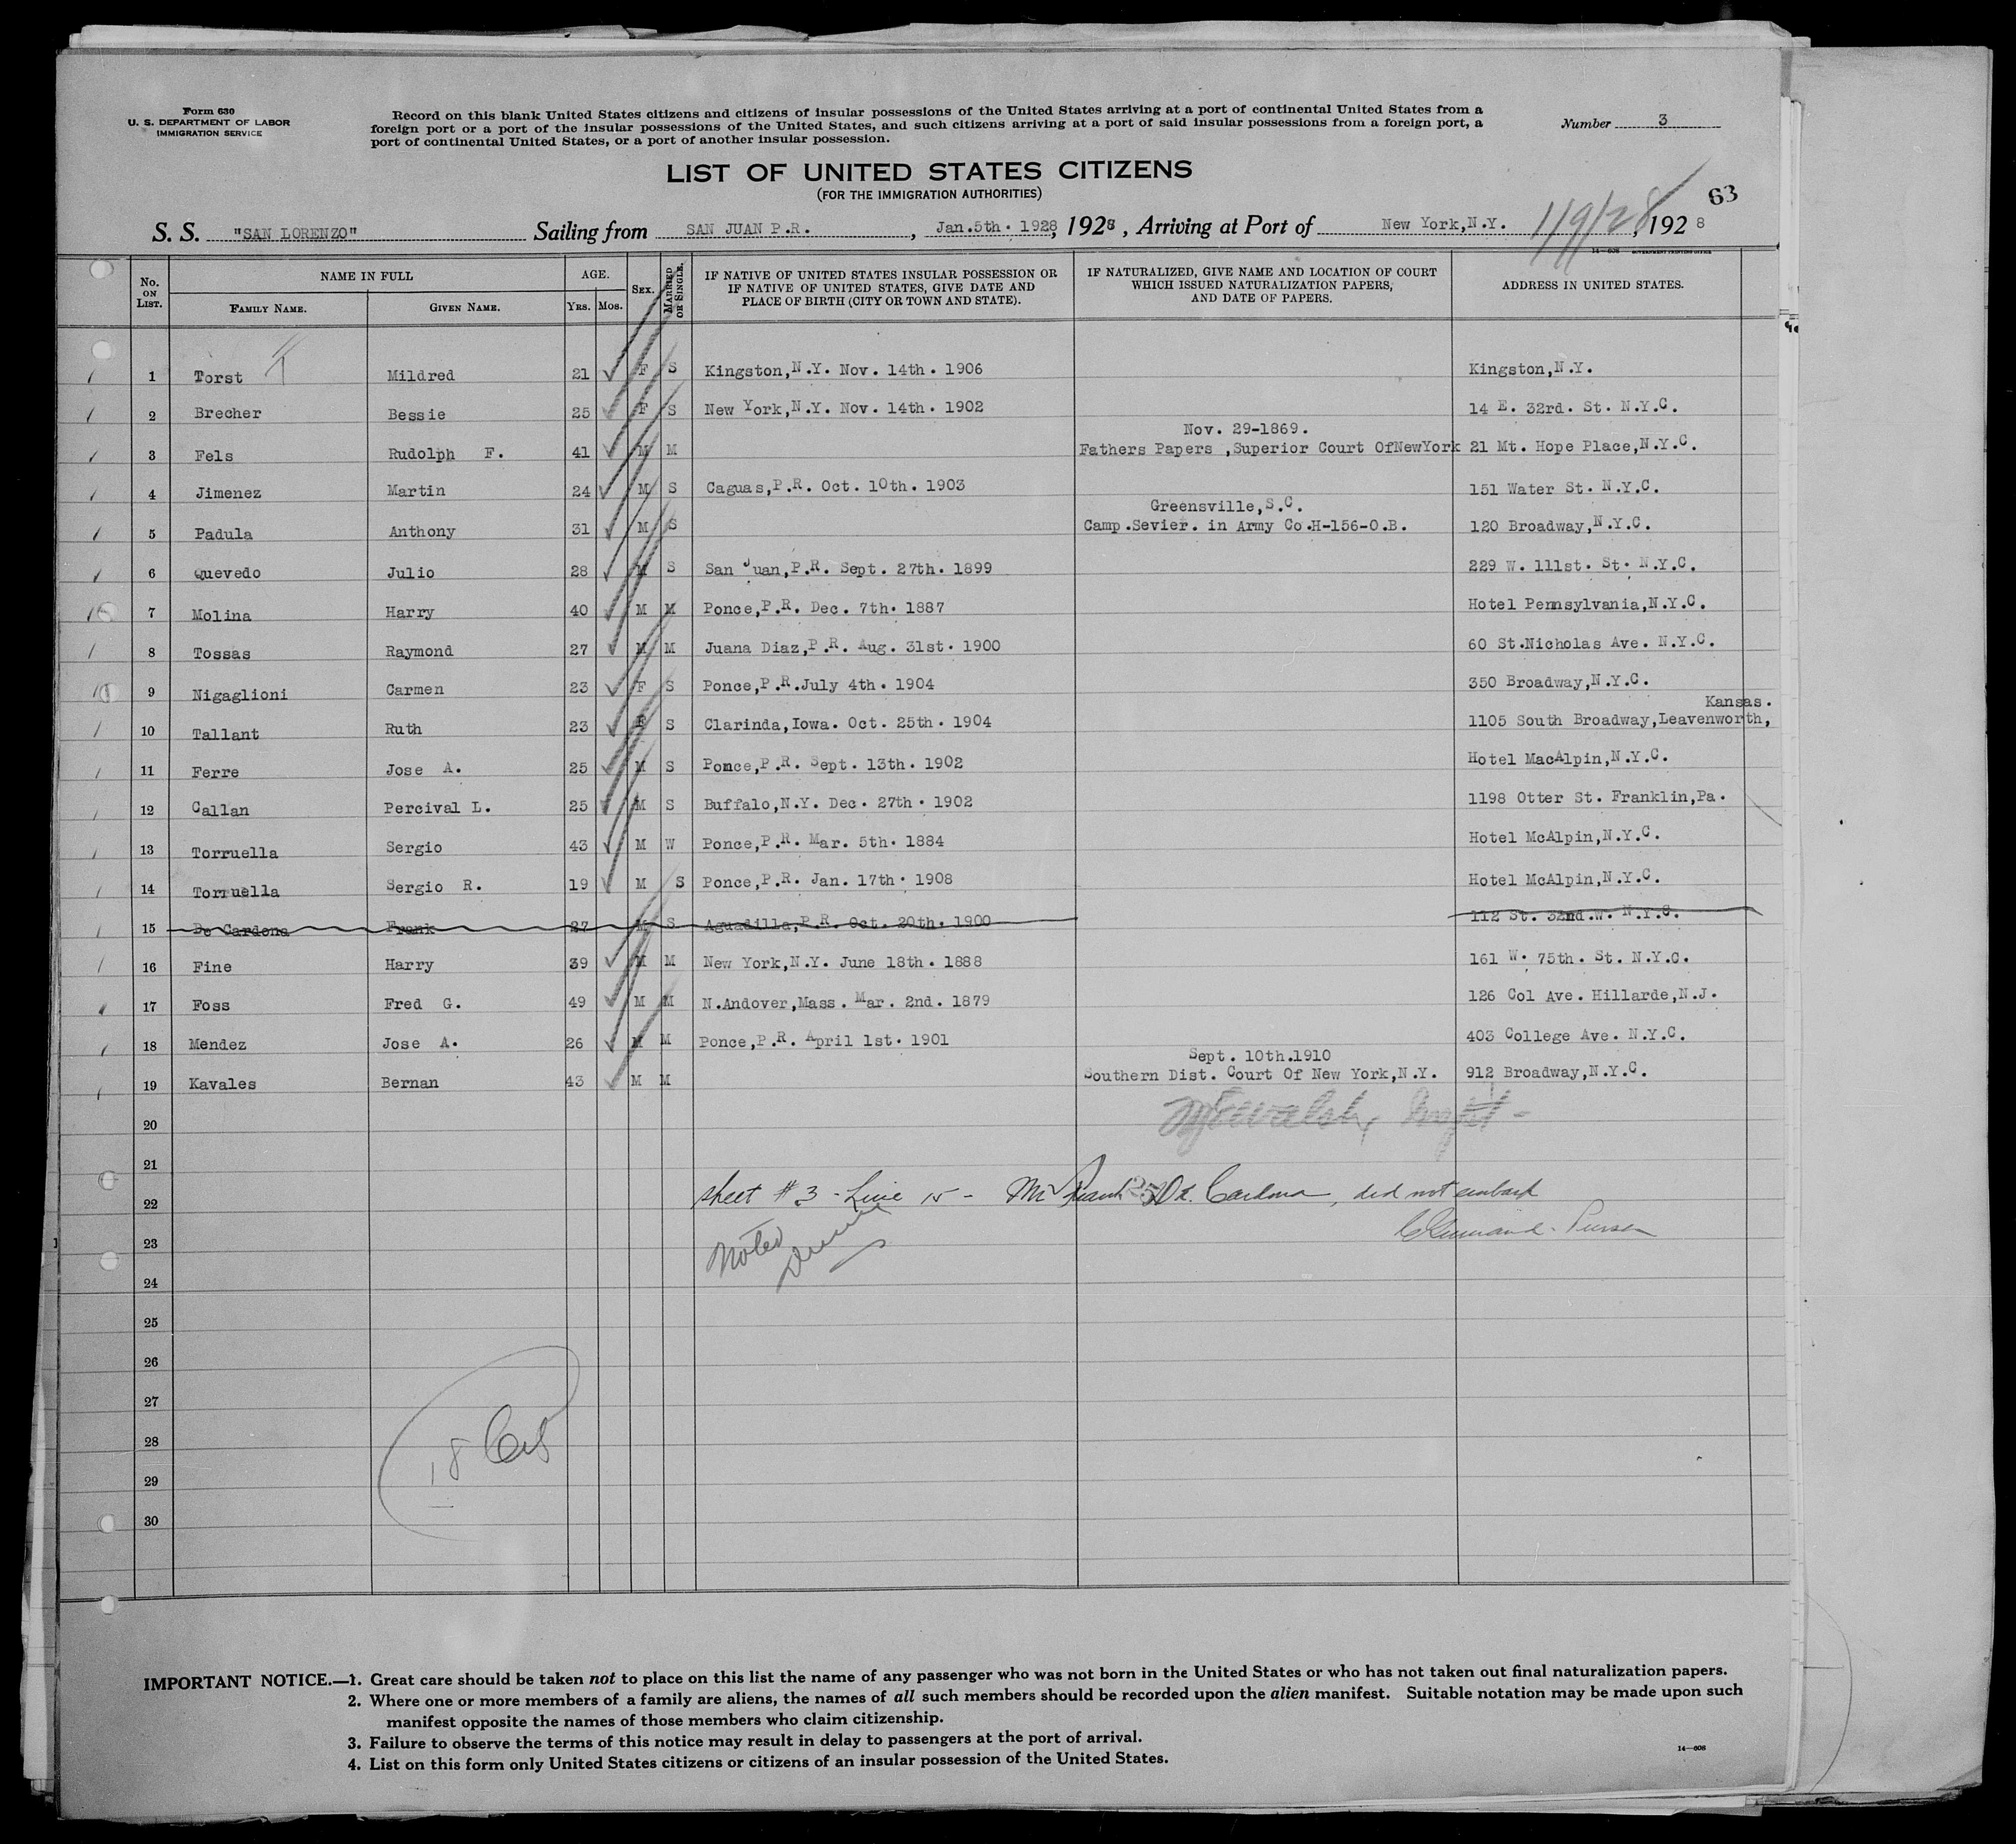 Form 630
U. S. DEPARTMENT OF LABOR
IMMIGRATION SERVICE
Record on this blank United States citizens and citizens of insular possessions of the United States arriving at a port of continental United States from a
foreign port or a port of the insular possessions of the United States, and such citizens arriving at a port of said insular possessions from a foreign port, a
port of continental United States, or a port of another insular possession.
Number 3
LIST OF UNITED STATES CITIZENS
(FOR THE IMMIGRATION AUTHORITIES)
63
S. S. "SAN LORENZO" Sailing from SAN JUAN P.R. , Jan.5th. 1928, 1928, Arriving at Port of New York,N.Y. 1/9/28, 1928
14—608 GOVERNMENT PRINTING OFFICE
No. ON LIST. NAME IN FULL FAMILY NAME. GIVEN NAME. AGE. YRS. MOS. SEX. MARRIED OR SINGLE. IF NATIVE OF UNITED STATES INSULAR POSSESSION OR IF NATIVE OF UNITED STATES, GIVE DATE AND PLACE OF BIRTH (CITY OR TOWN AND STATE). IF NATURALIZED, GIVE NAME AND LOCATION OF COURT WHICH ISSUED NATURALIZATION PAPERS, AND DATE OF PAPERS. ADDRESS IN UNITED STATES.
1 Torst Mildred 21 F S Kingston,N.Y. Nov. 14th. 1906 Kingston,N.Y.
2 Brecher Bessie 25 F S New York,N.Y. Nov. 14th. 1902 14 E. 32rd. St. N.Y.C.
Nov. 29-1869.
3 Fels Rudolph F. 41 M M Fathers Papers ,Superior Court OfNewYork 21 Mt. Hope Place,N.Y.C.
4 Jimenez Martin 24 M S Caguas,P.R. Oct. 10th. 1903 151 Water St. N.Y.C.
Greensville,S.C.
5 Padula Anthony 31 M S Camp.Sevier. in Army Co.H-156-O.B. 120 Broadway,N.Y.C.
6 Quevedo Julio 28 M S San Juan,P.R. Sept. 27th. 1899 229 W. 111st. St. N.Y.C.
7 Molina Harry 40 M M Ponce,P.R. Dec. 7th. 1887 Hotel Pennsylvania,N.Y.C.
8 Tossas Raymond 27 M M Juana Diaz,P.R. Aug. 31st. 1900 60 St.Nicholas Ave. N.Y.C.
9 Nigaglioni Carmen 23 F S Ponce,P.R.July 4th. 1904 350 Broadway,N.Y.C.
Kansas.
10 Tallant Ruth 23 F S Clarinda,Iowa. Oct. 25th. 1904 1105 South Broadway,Leavenworth,
11 Ferre Jose A. 25 M S Ponce,P.R. Sept. 13th. 1902 Hotel MacAlpin,N.Y.C.
12 Callan Percival L. 25 M S Buffalo,N.Y. Dec. 27th. 1902 1198 Otter St. Franklin,Pa.
13 Torruella Sergio 43 M W Ponce,P.R. Mar. 5th. 1884 Hotel McAlpin,N.Y.C.
14 Torruella Sergio R. 19 M S Ponce,P.R. Jan. 17th. 1908 Hotel McAlpin,N.Y.C.
15 De Cardona Frank 27 M S Aguadilla,P.R. Oct. 20th. 1900 112 St. 32nd.W. N.Y.C.
16 Fine Harry 39 M M New York,N.Y. June 18th. 1888 161 W. 75th. St. N.Y.C.
17 Foss Fred G. 49 M M N.Andover,Mass. Mar. 2nd. 1879 126 Col Ave. Hillarde,N.J.
18 Mendez Jose A. 26 M M Ponce,P.R. April 1st. 1901 403 College Ave. N.Y.C.
Sept. 10th.1910
19 Kavales Bernan 43 M M Southern Dist. Court Of New York,N.Y. 912 Broadway,N.Y.C.
20
21
22 Sheet # 3 - Line 15 - Mr Frank De Cardona, did not embark
Purser
23 Noted
24
25
26
27
28
18
29
30
IMPORTANT NOTICE.—1. Great care should be taken not to place on this list the name of any passenger who was not born in the United States or who has not taken out final naturalization papers.
2. Where one or more members of a family are aliens, the names of all such members should be recorded upon the alien manifest. Suitable notation may be made upon such
manifest opposite the names of those members who claim citizenship.
3. Failure to observe the terms of this notice may result in delay to passengers at the port of arrival.
4. List on this form only United States citizens or citizens of an insular possession of the United States.
14—608